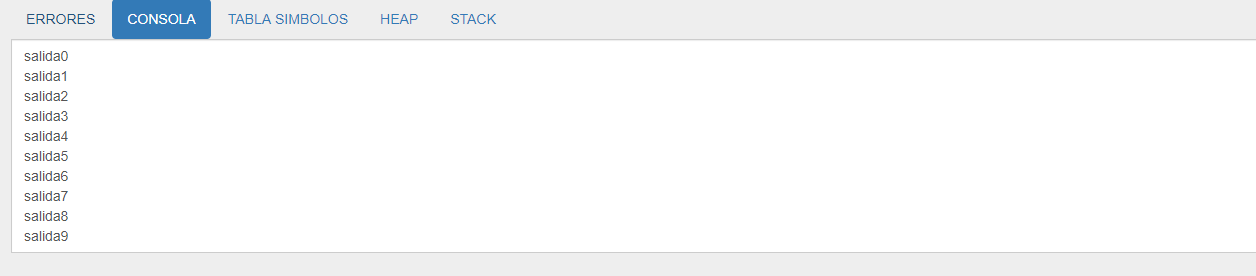 ERRORES CONSOLA TABLA SIMBOLOS HEAP STACK
salida0
salida1
salida2
salida3
salida4
salida5
salida6
salida7
salida8
salida9